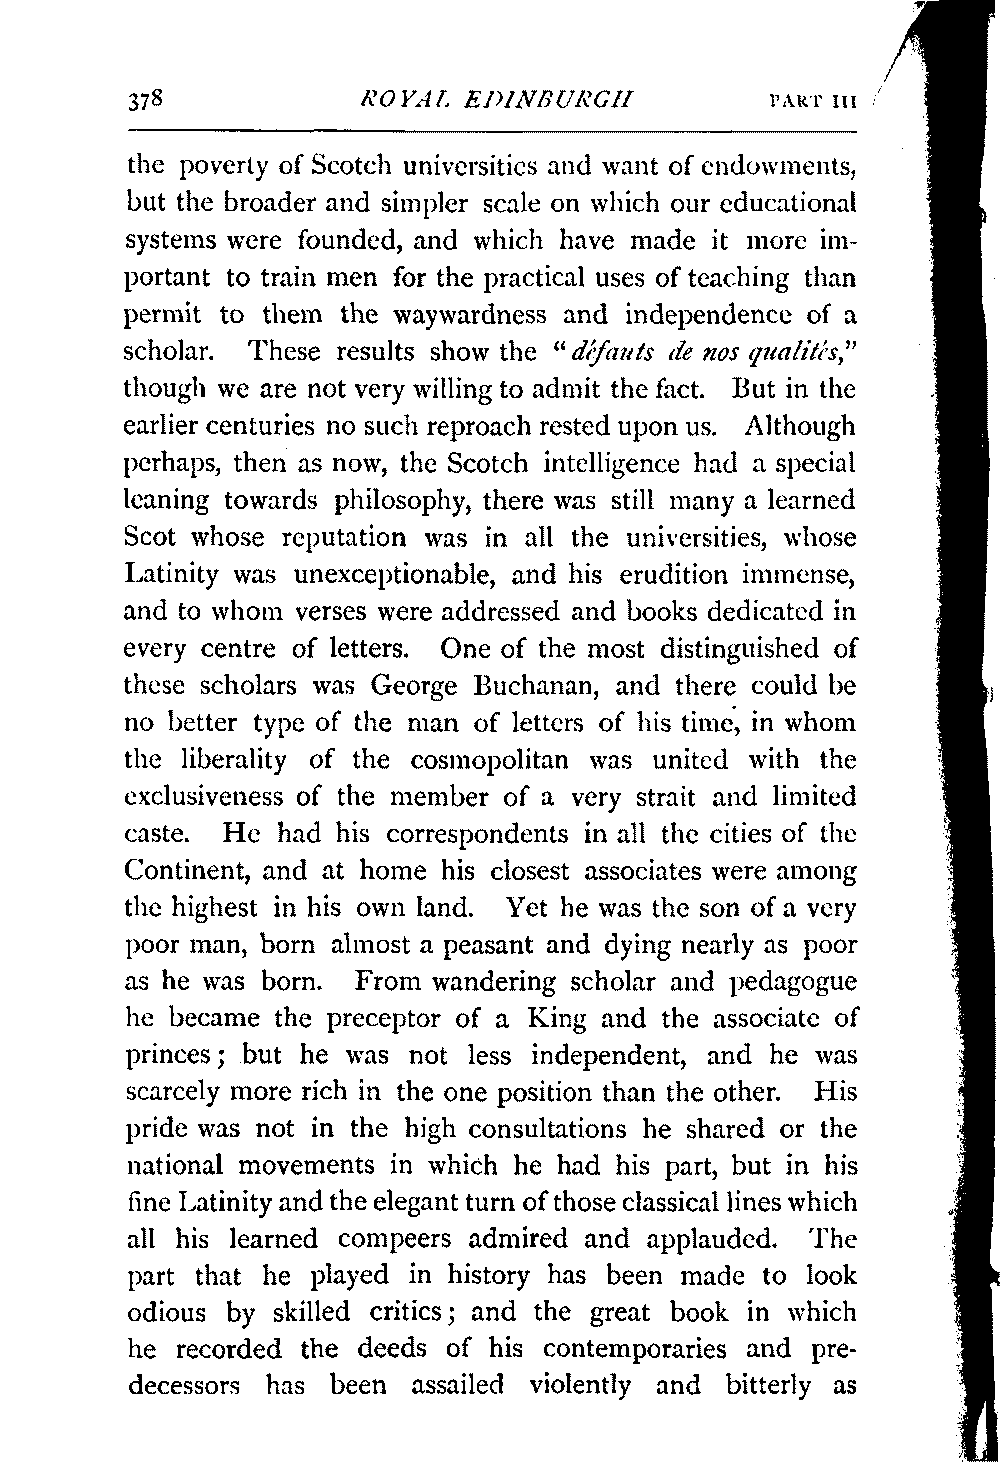 378 ROYAL EDINBURGH PART III
the poverty of Scotch universities and want of endowments,
but the broader and simpler scale on which our educational
systems were founded, and which have made it more im-
portant to train men for the practical uses of teaching than
permit to them the waywardness and independence of a
scholar. These results show the “défauts de nos qualités,”
though we are not very willing to admit the fact. But in the
earlier centuries no such reproach rested upon us. Although
perhaps, then as now, the Scotch intelligence had a special
leaning towards philosophy, there was still many a learned
Scot whose reputation was in all the universities, whose
Latinity was unexceptionable, and his erudition immense,
and to whom verses were addressed and books dedicated in
every centre of letters. One of the most distinguished of
these scholars was George Buchanan, and there could be
no better type of the man of letters of his time, in whom
the liberality of the cosmopolitan was united with the
exclusiveness of the member of a very strait and limited
caste. He had his correspondents in all the cities of the
Continent, and at home his closest associates were among
the highest in his own land. Yet he was the son of a very
poor man, born almost a peasant and dying nearly as poor
as he was born. From wandering scholar and pedagogue
he became the preceptor of a King and the associate of
princes; but he was not less independent, and he was
scarcely more rich in the one position than the other. His
pride was not in the high consultations he shared or the
national movements in which he had his part, but in his
fine Latinity and the elegant turn of those classical lines which
all his learned compeers admired and applauded. The
part that he played in history has been made to look
odious by skilled critics; and the great book in which
he recorded the deeds of his contemporaries and pre-
decessors has been assailed violently and bitterly as